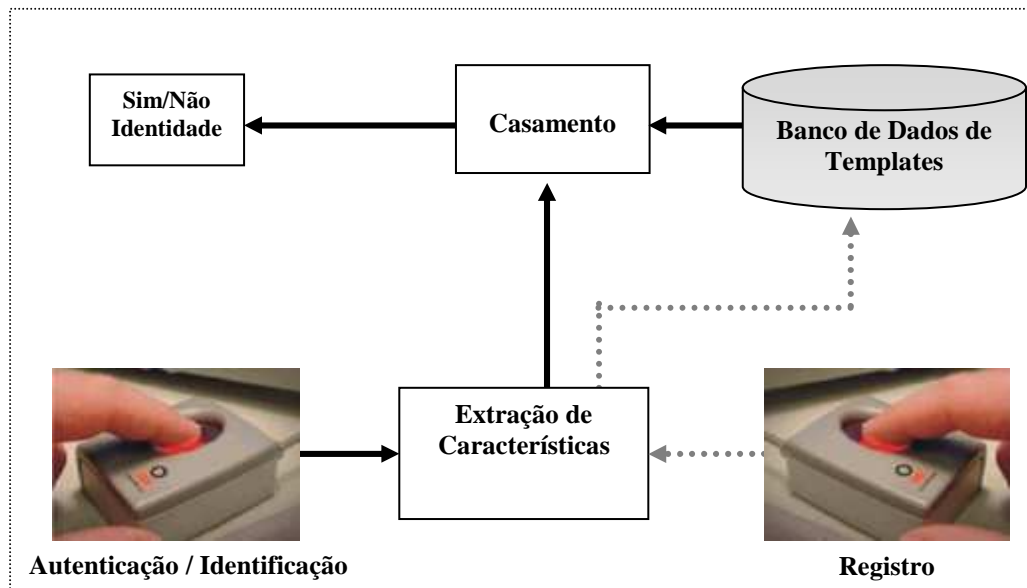 Sim/Não
Identidade
Casamento
Banco de Dados de
Templates
Extração de
Características
Autenticação / Identificação
Registro